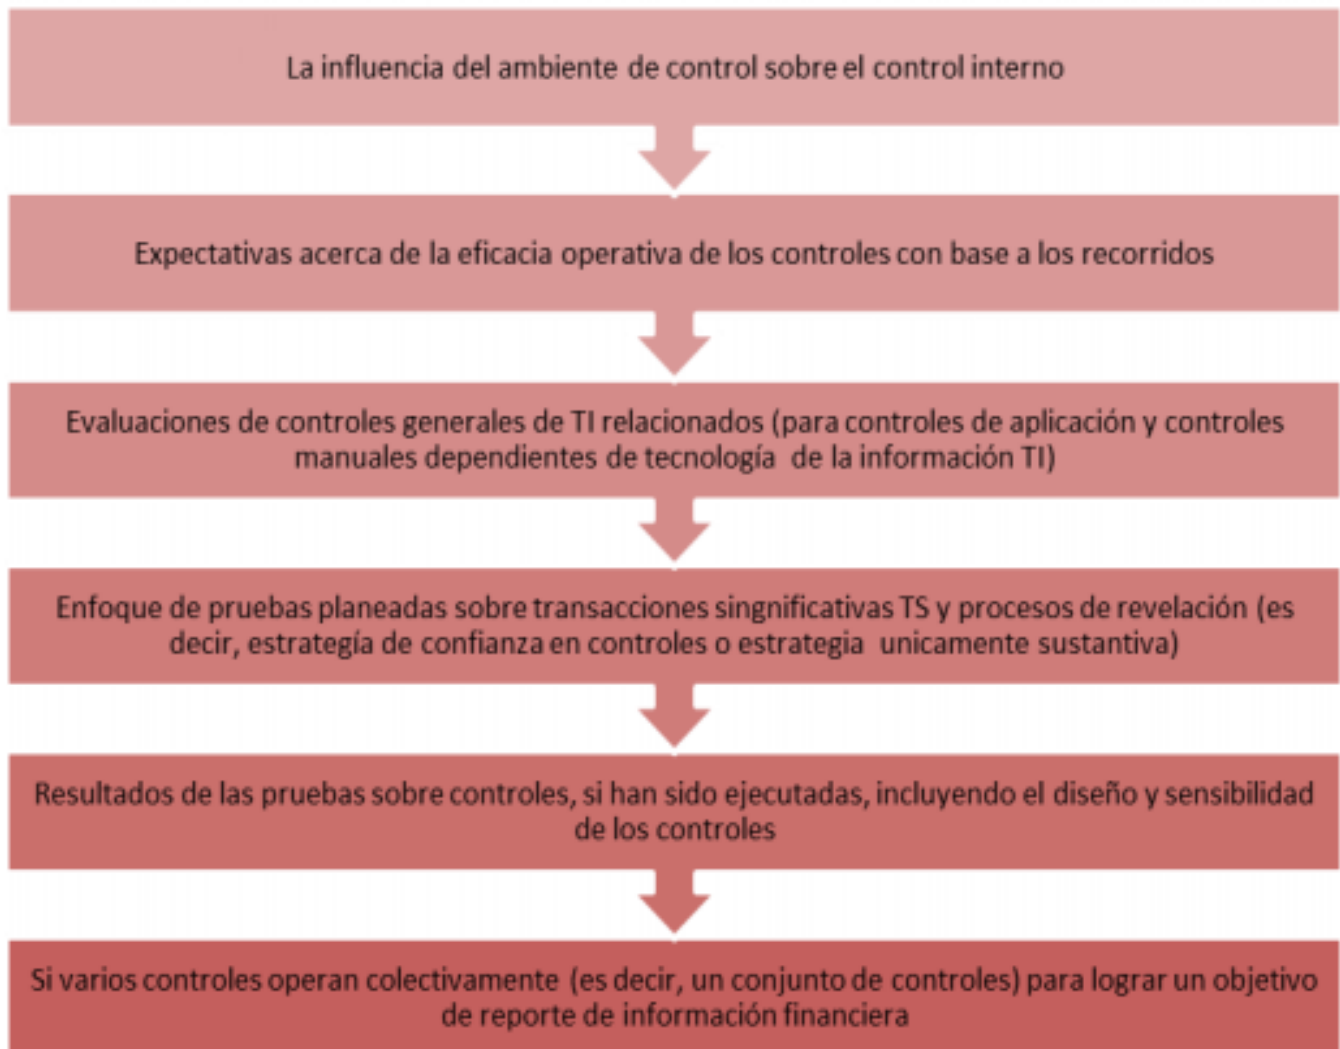 La influencia del ambiente de control sobre el control interno
Expectativas acerca de la eficacia operativa de los controles con base a los recorridos
Evaluaciones de controles generales de TI relacionados (para controles de aplicación y controles
manuales dependientes de tecnología de la información TI)
Enfoque de pruebas planeadas sobre transacciones singnificativas TS y procesos de revelación (es
decir, estrategía de confianza en controles o estrategia unicamente sustantiva)
Resultados de las pruebas sobre controles, si han sido ejecutadas, incluyendo el diseño y sensibilidad
de los controles
Si varios controles operan colectivamente (es decir, un conjunto de controles) para lograr un objetivo
de reporte de información financiera